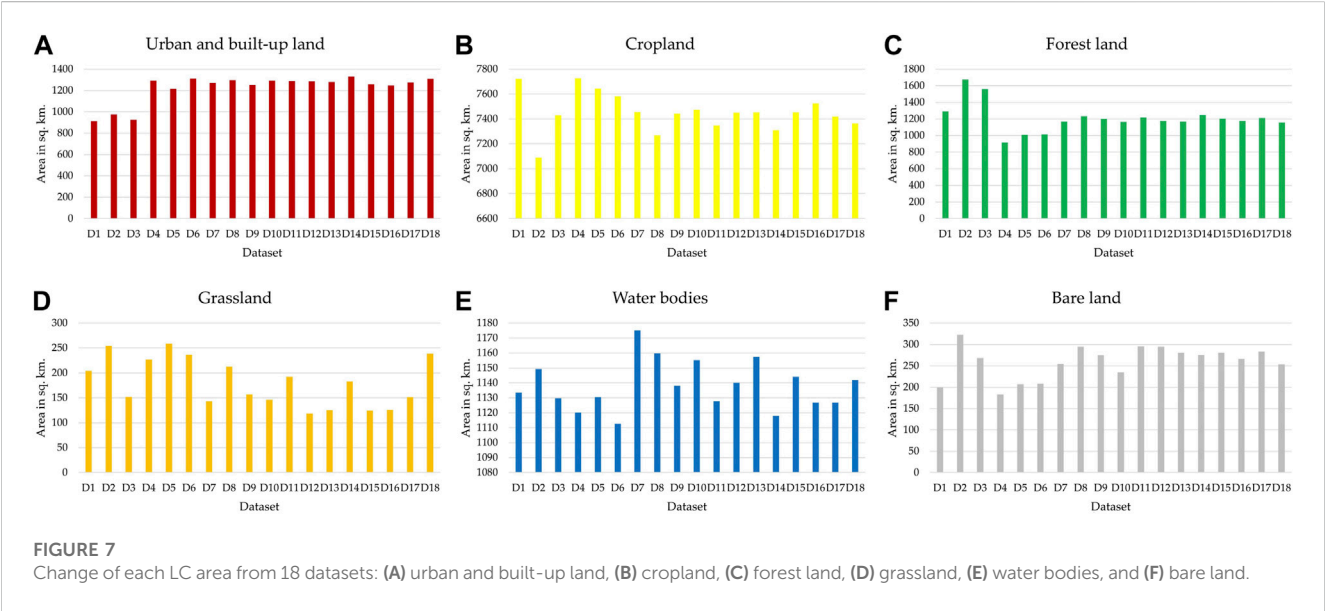 A
Urban and built-up land
Area in sq. km.
1400
1200
1000
800
600
400
200
0
D1 D2 D3 D4 D5 D6 D7 D8 D9 D10 D11 D12 D13 D14 D15 D16 D17 D18
Dataset
B
Cropland
Area in sq. km.
7800
7600
7400
7200
7000
6800
6600
D1 D2 D3 D4 D5 D6 D7 D8 D9 D10 D11 D12 D13 D14 D15 D16 D17 D18
Dataset
C
Forest land
Area in sq. km.
1800
1600
1400
1200
1000
800
600
400
200
0
D1 D2 D3 D4 D5 D6 D7 D8 D9 D10 D11 D12 D13 D14 D15 D16 D17 D18
Dataset
D
Grassland
Area in sq. km.
300
250
200
150
100
50
0
D1 D2 D3 D4 D5 D6 D7 D8 D9 D10 D11 D12 D13 D14 D15 D16 D17 D18
Dataset
E
Water bodies
Area in sq. km.
1180
1160
1140
1120
1100
1080
D1 D2 D3 D4 D5 D6 D7 D8 D9 D10 D11 D12 D13 D14 D15 D16 D17 D18
Dataset
F
Bare land
Area in sq. km.
350
300
250
200
150
100
50
0
D1 D2 D3 D4 D5 D6 D7 D8 D9 D10 D11 D12 D13 D14 D15 D16 D17 D18
Dataset
FIGURE 7
Change of each LC area from 18 datasets: (A) urban and built-up land, (B) cropland, (C) forest land, (D) grassland, (E) water bodies, and (F) bare land.